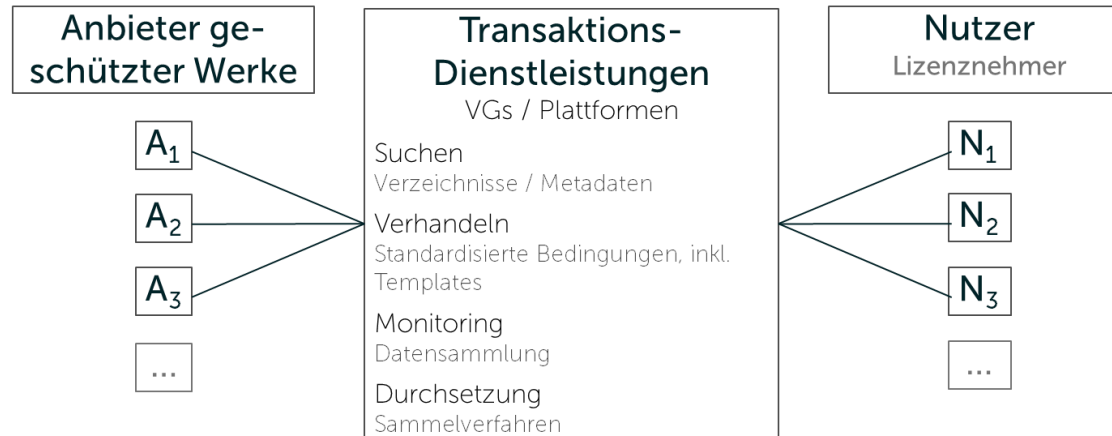 Anbieter ge-
schützter Werke
A₁
A₂
A₃
...
Transaktions-
Dienstleistungen
VGs / Plattformen
Suchen
Verzeichnisse / Metadaten
Verhandeln
Standardisierte Bedingungen, inkl.
Templates
Monitoring
Datensammlung
Durchsetzung
Sammelverfahren
Nutzer
Lizenznehmer
N₁
N₂
N₃
...